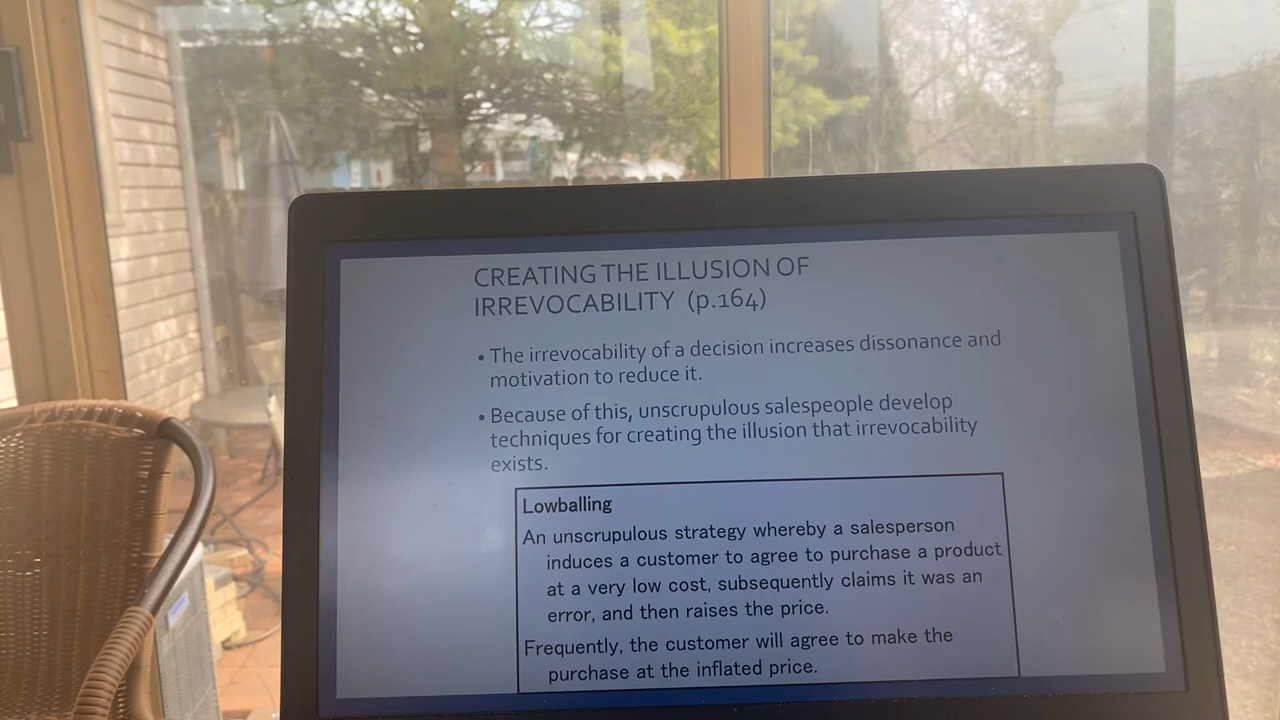 CREATING THE ILLUSION OF
IRREVOCABILITY (p.164)
• The irrevocability of a decision increases dissonance and
motivation to reduce it.
• Because of this, unscrupulous salespeople develop
techniques for creating the illusion that irrevocability
exists.
Lowballing
An unscrupulous strategy whereby a salesperson
induces a customer to agree to purchase a product
at a very low cost, subsequently claims it was an
error, and then raises the price.
Frequently, the customer will agree to make the
purchase at the inflated price.